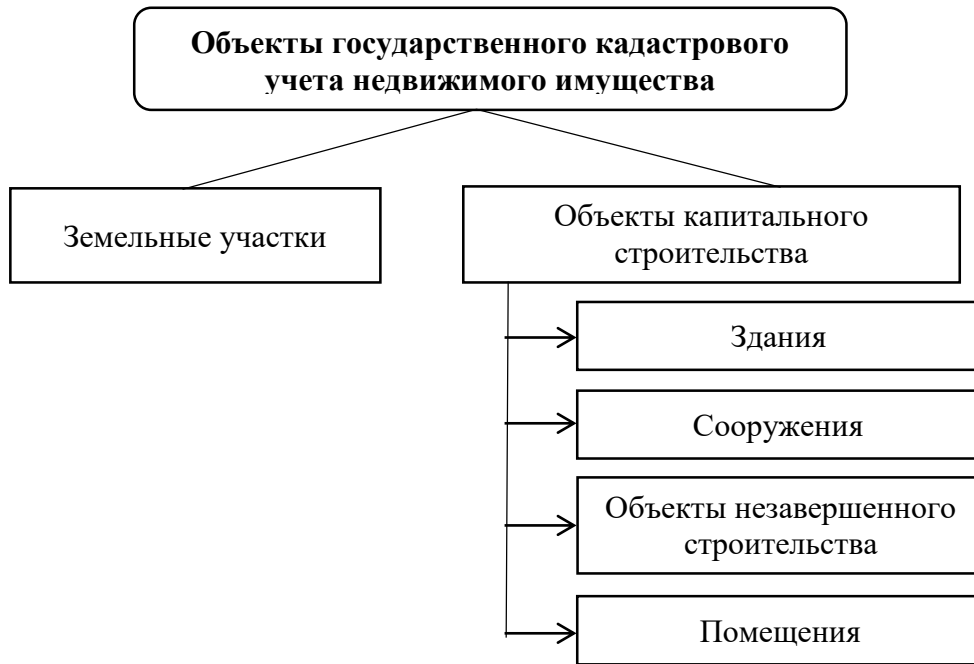 Объекты государственного кадастрового
учета недвижимого имущества
Земельные участки
Объекты капитального
строительства
Здания
Сооружения
Объекты незавершенного
строительства
Помещения